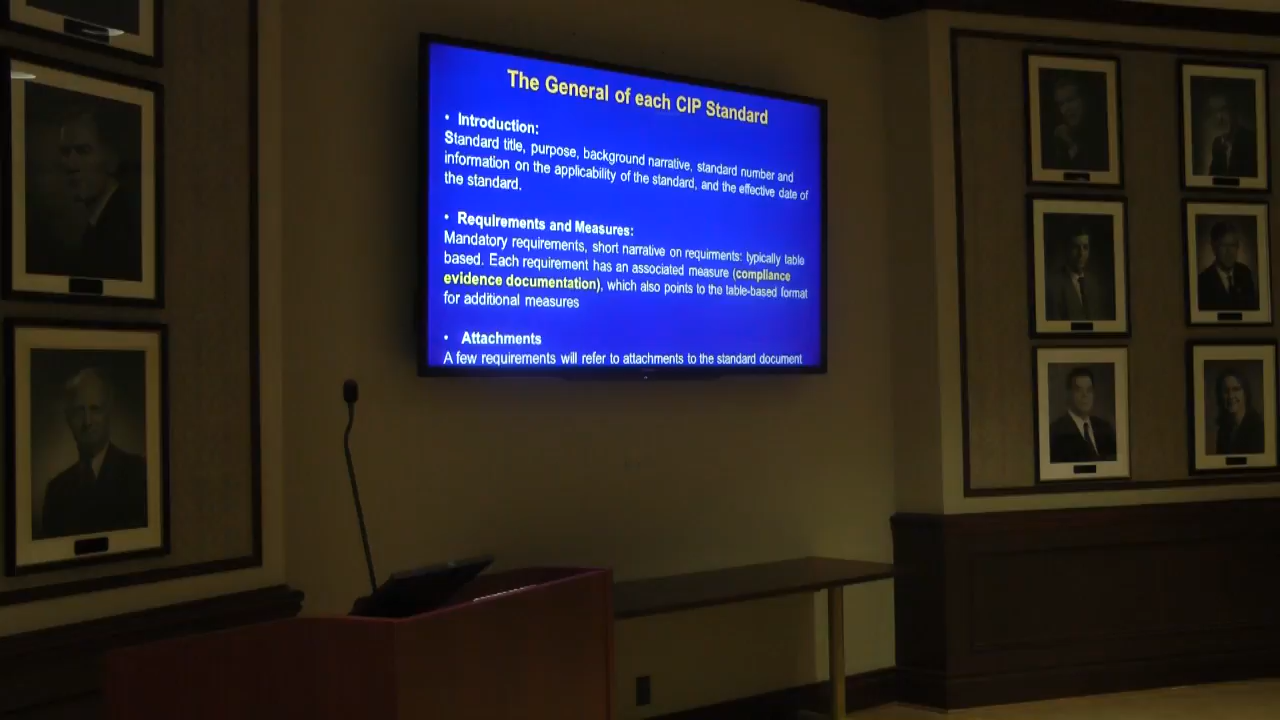 The General of each CIP Standard
• Introduction:
Standard title, purpose, background narrative, standard number and
information on the applicability of the standard, and the effective date of
the standard.
• Requirements and Measures:
Mandatory requirements, short narrative on requirments: typically table
based. Each requirement has an associated measure (compliance
evidence documentation), which also points to the table-based format
for additional measures
• Attachments
A few requirements will refer to attachments to the standard document